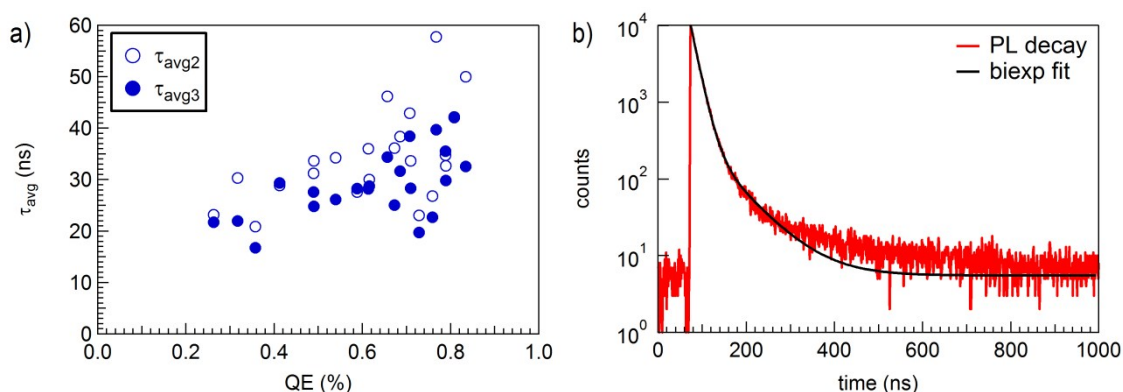 a)
τavg2
τavg3
60
50
40
30
20
10
0
τavg (ns)
0.0 0.2 0.4 0.6 0.8 1.0
QE (%)
b)
PL decay
biexp fit
10^4
10^3
10^2
10^1
10^0
counts
0 200 400 600 800 1000
time (ns)